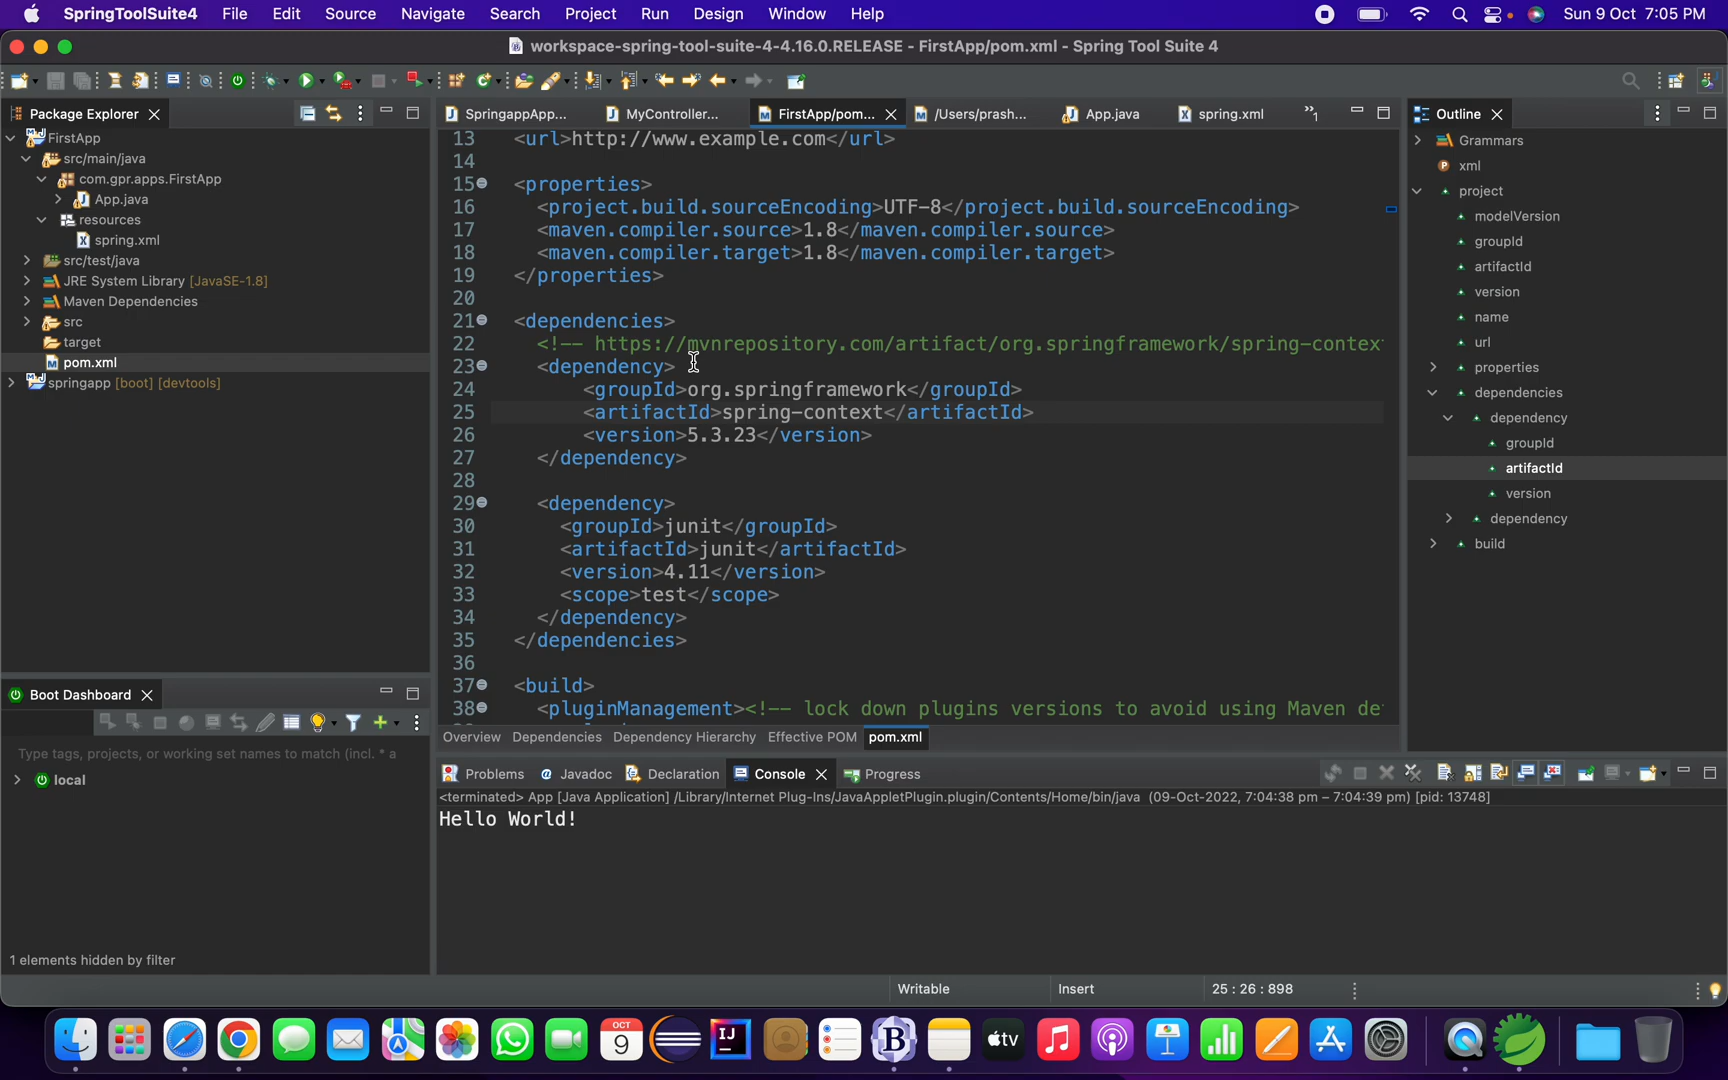 SpringToolSuite4 File Edit Source Navigate Search Project Run Design Window Help Sun 9 Oct 7:05 PM
workspace-spring-tool-suite-4-4.16.0.RELEASE - FirstApp/pom.xml - Spring Tool Suite 4
Package Explorer
FirstApp
src/main/java
com.gpr.apps.FirstApp
App.java
resources
spring.xml
src/test/java
JRE System Library [JavaSE-1.8]
Maven Dependencies
src
target
pom.xml
springapp [boot] [devtools]
Boot Dashboard
Type tags, projects, or working set names to match (incl. * a
local
1 elements hidden by filter
SpringappApp... MyController... FirstApp/pom... /Users/prash... App.java spring.xml »1
13 <url>http://www.example.com</url>
14
15 <properties>
16 <project.build.sourceEncoding>UTF-8</project.build.sourceEncoding>
17 <maven.compiler.source>1.8</maven.compiler.source>
18 <maven.compiler.target>1.8</maven.compiler.target>
19 </properties>
20
21 <dependencies>
22 <!-- https://mvnrepository.com/artifact/org.springframework/spring-contex
23 <dependency>
24 <groupId>org.springframework</groupId>
25 <artifactId>spring-context</artifactId>
26 <version>5.3.23</version>
27 </dependency>
28
29 <dependency>
30 <groupId>junit</groupId>
31 <artifactId>junit</artifactId>
32 <version>4.11</version>
33 <scope>test</scope>
34 </dependency>
35 </dependencies>
36
37 <build>
38 <pluginManagement><!-- lock down plugins versions to avoid using Maven de
Overview Dependencies Dependency Hierarchy Effective POM pom.xml
Outline
Grammars
xml
project
modelVersion
groupId
artifactId
version
name
url
properties
dependencies
dependency
groupId
artifactId
version
dependency
build
Problems Javadoc Declaration Console Progress
<terminated> App [Java Application] /Library/Internet Plug-Ins/JavaAppletPlugin.plugin/Contents/Home/bin/java (09-Oct-2022, 7:04:38 pm – 7:04:39 pm) [pid: 13748]
Hello World!
Writable Insert 25 : 26 : 898
OCT
9
IJ
B
tv